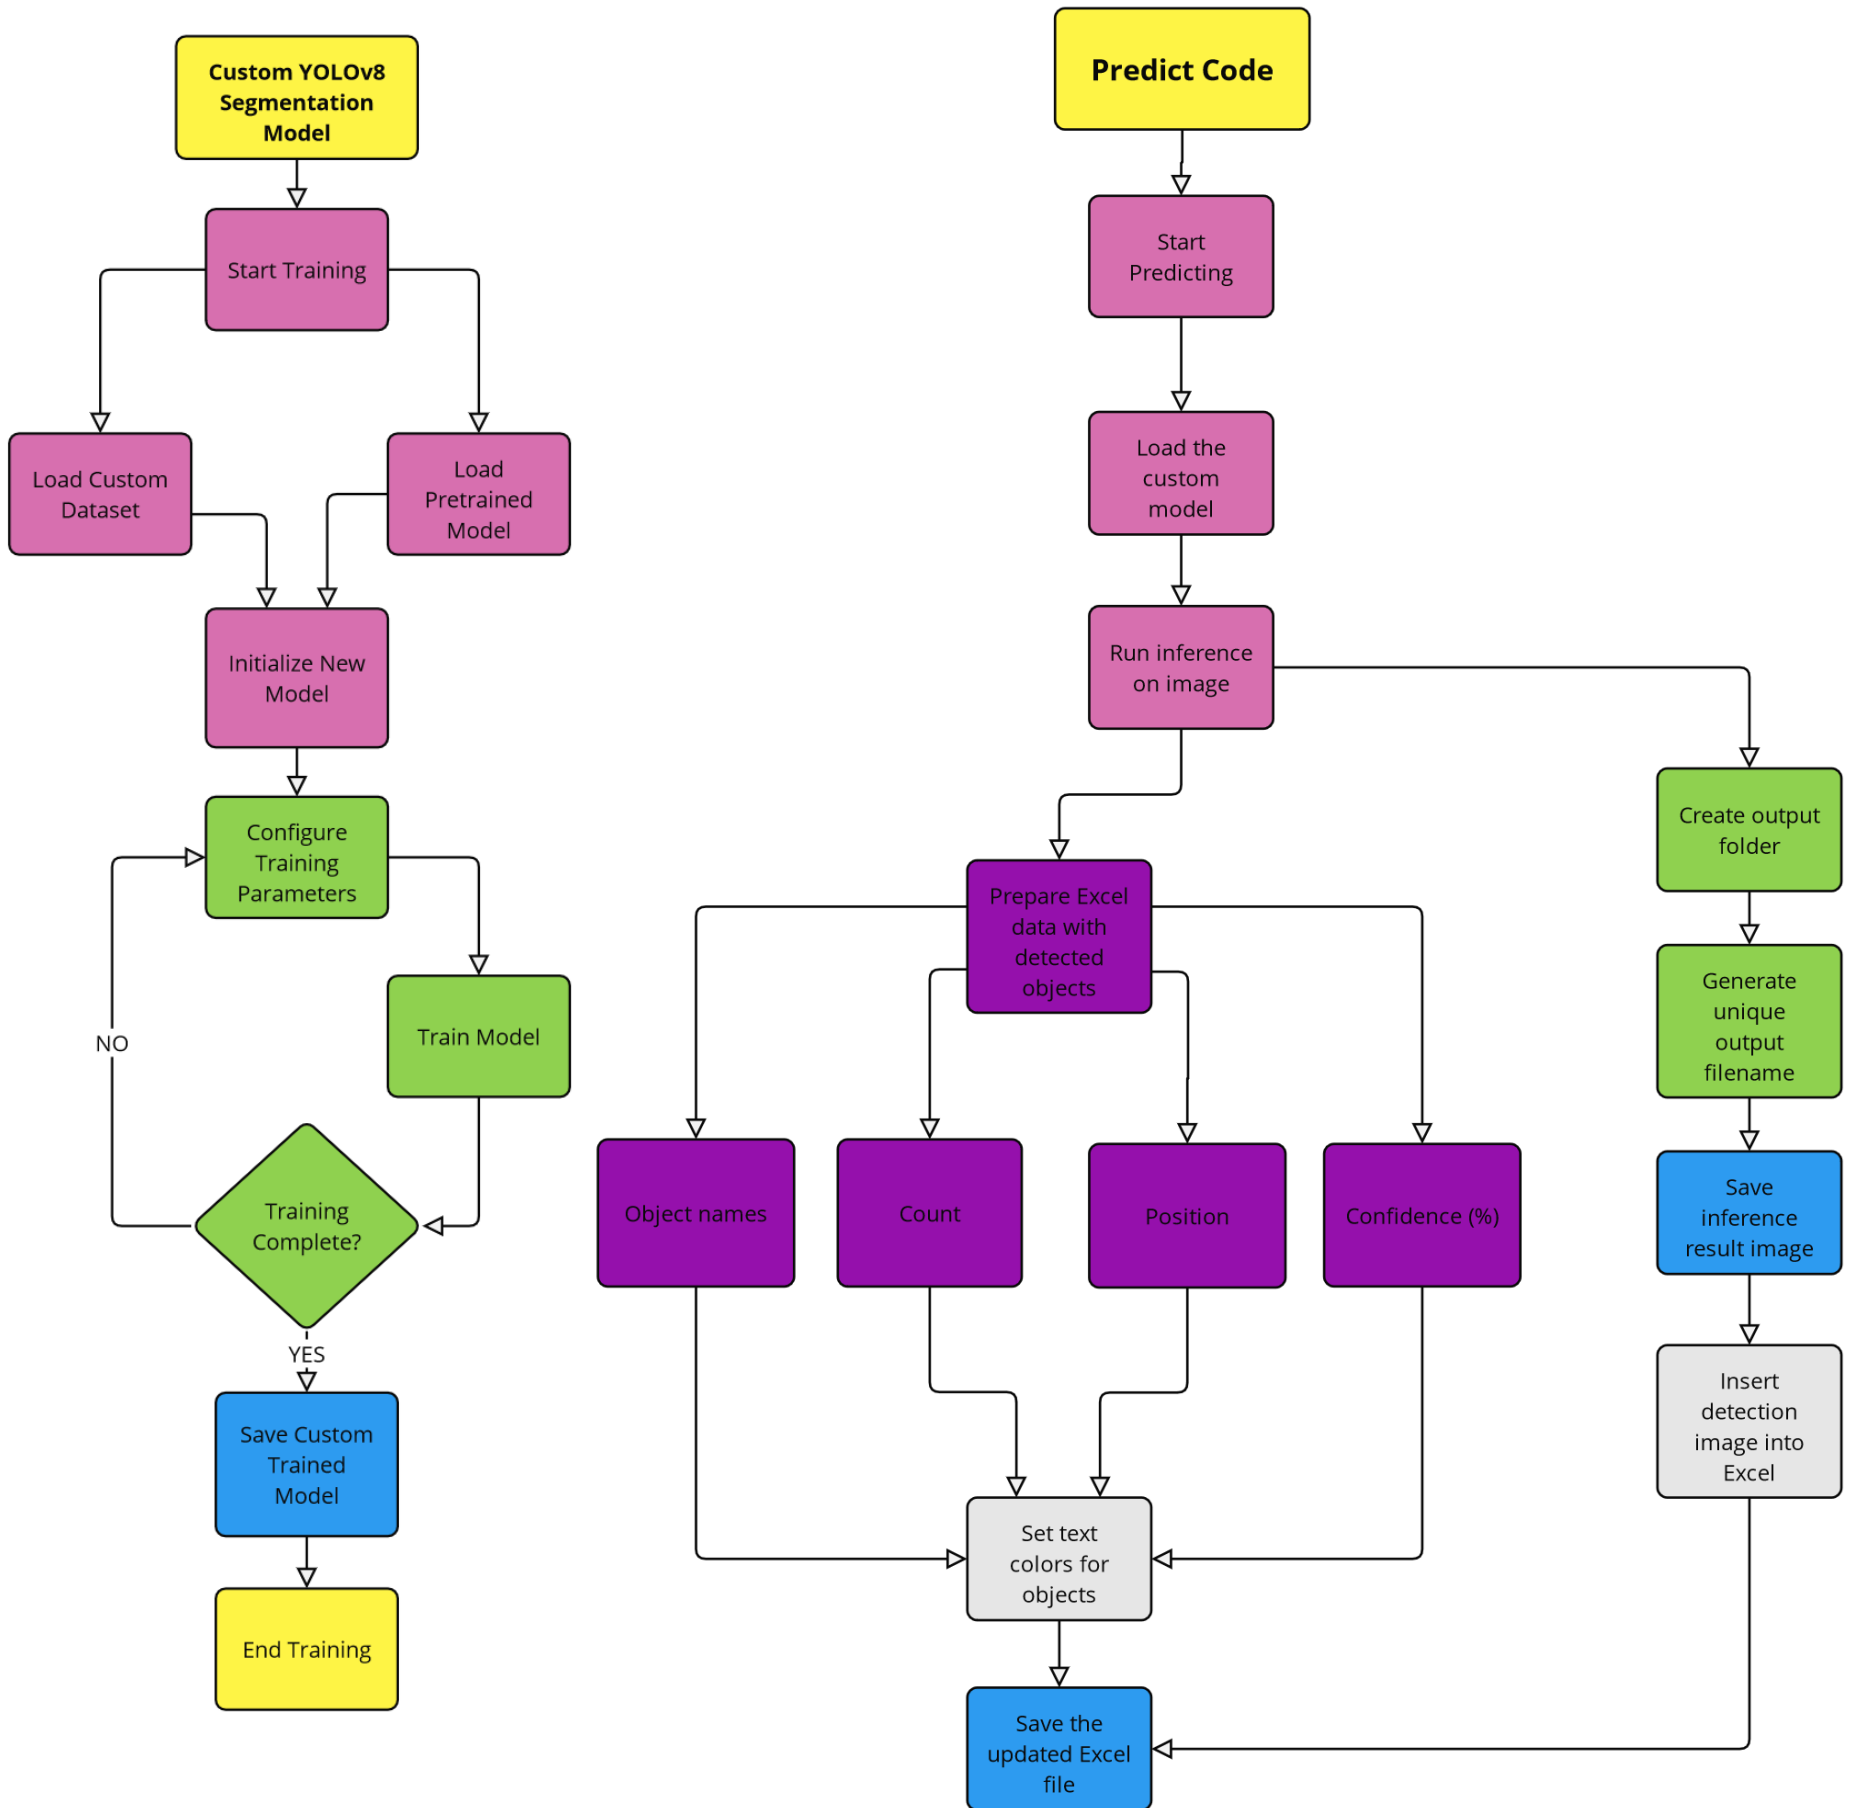 Custom YOLOv8
Segmentation
Model
Start Training
Load Custom
Dataset
Load
Pretrained
Model
Initialize New
Model
Configure
Training
Parameters
Train Model
NO
Training
Complete?
YES
Save Custom
Trained
Model
End Training
Predict Code
Start
Predicting
Load the
custom
model
Run inference
on image
Prepare Excel
data with
detected
objects
Object names
Count
Position
Confidence (%)
Set text
colors for
objects
Create output
folder
Generate
unique
output
filename
Save
inference
result image
Insert
detection
image into
Excel
Save the
updated Excel
file